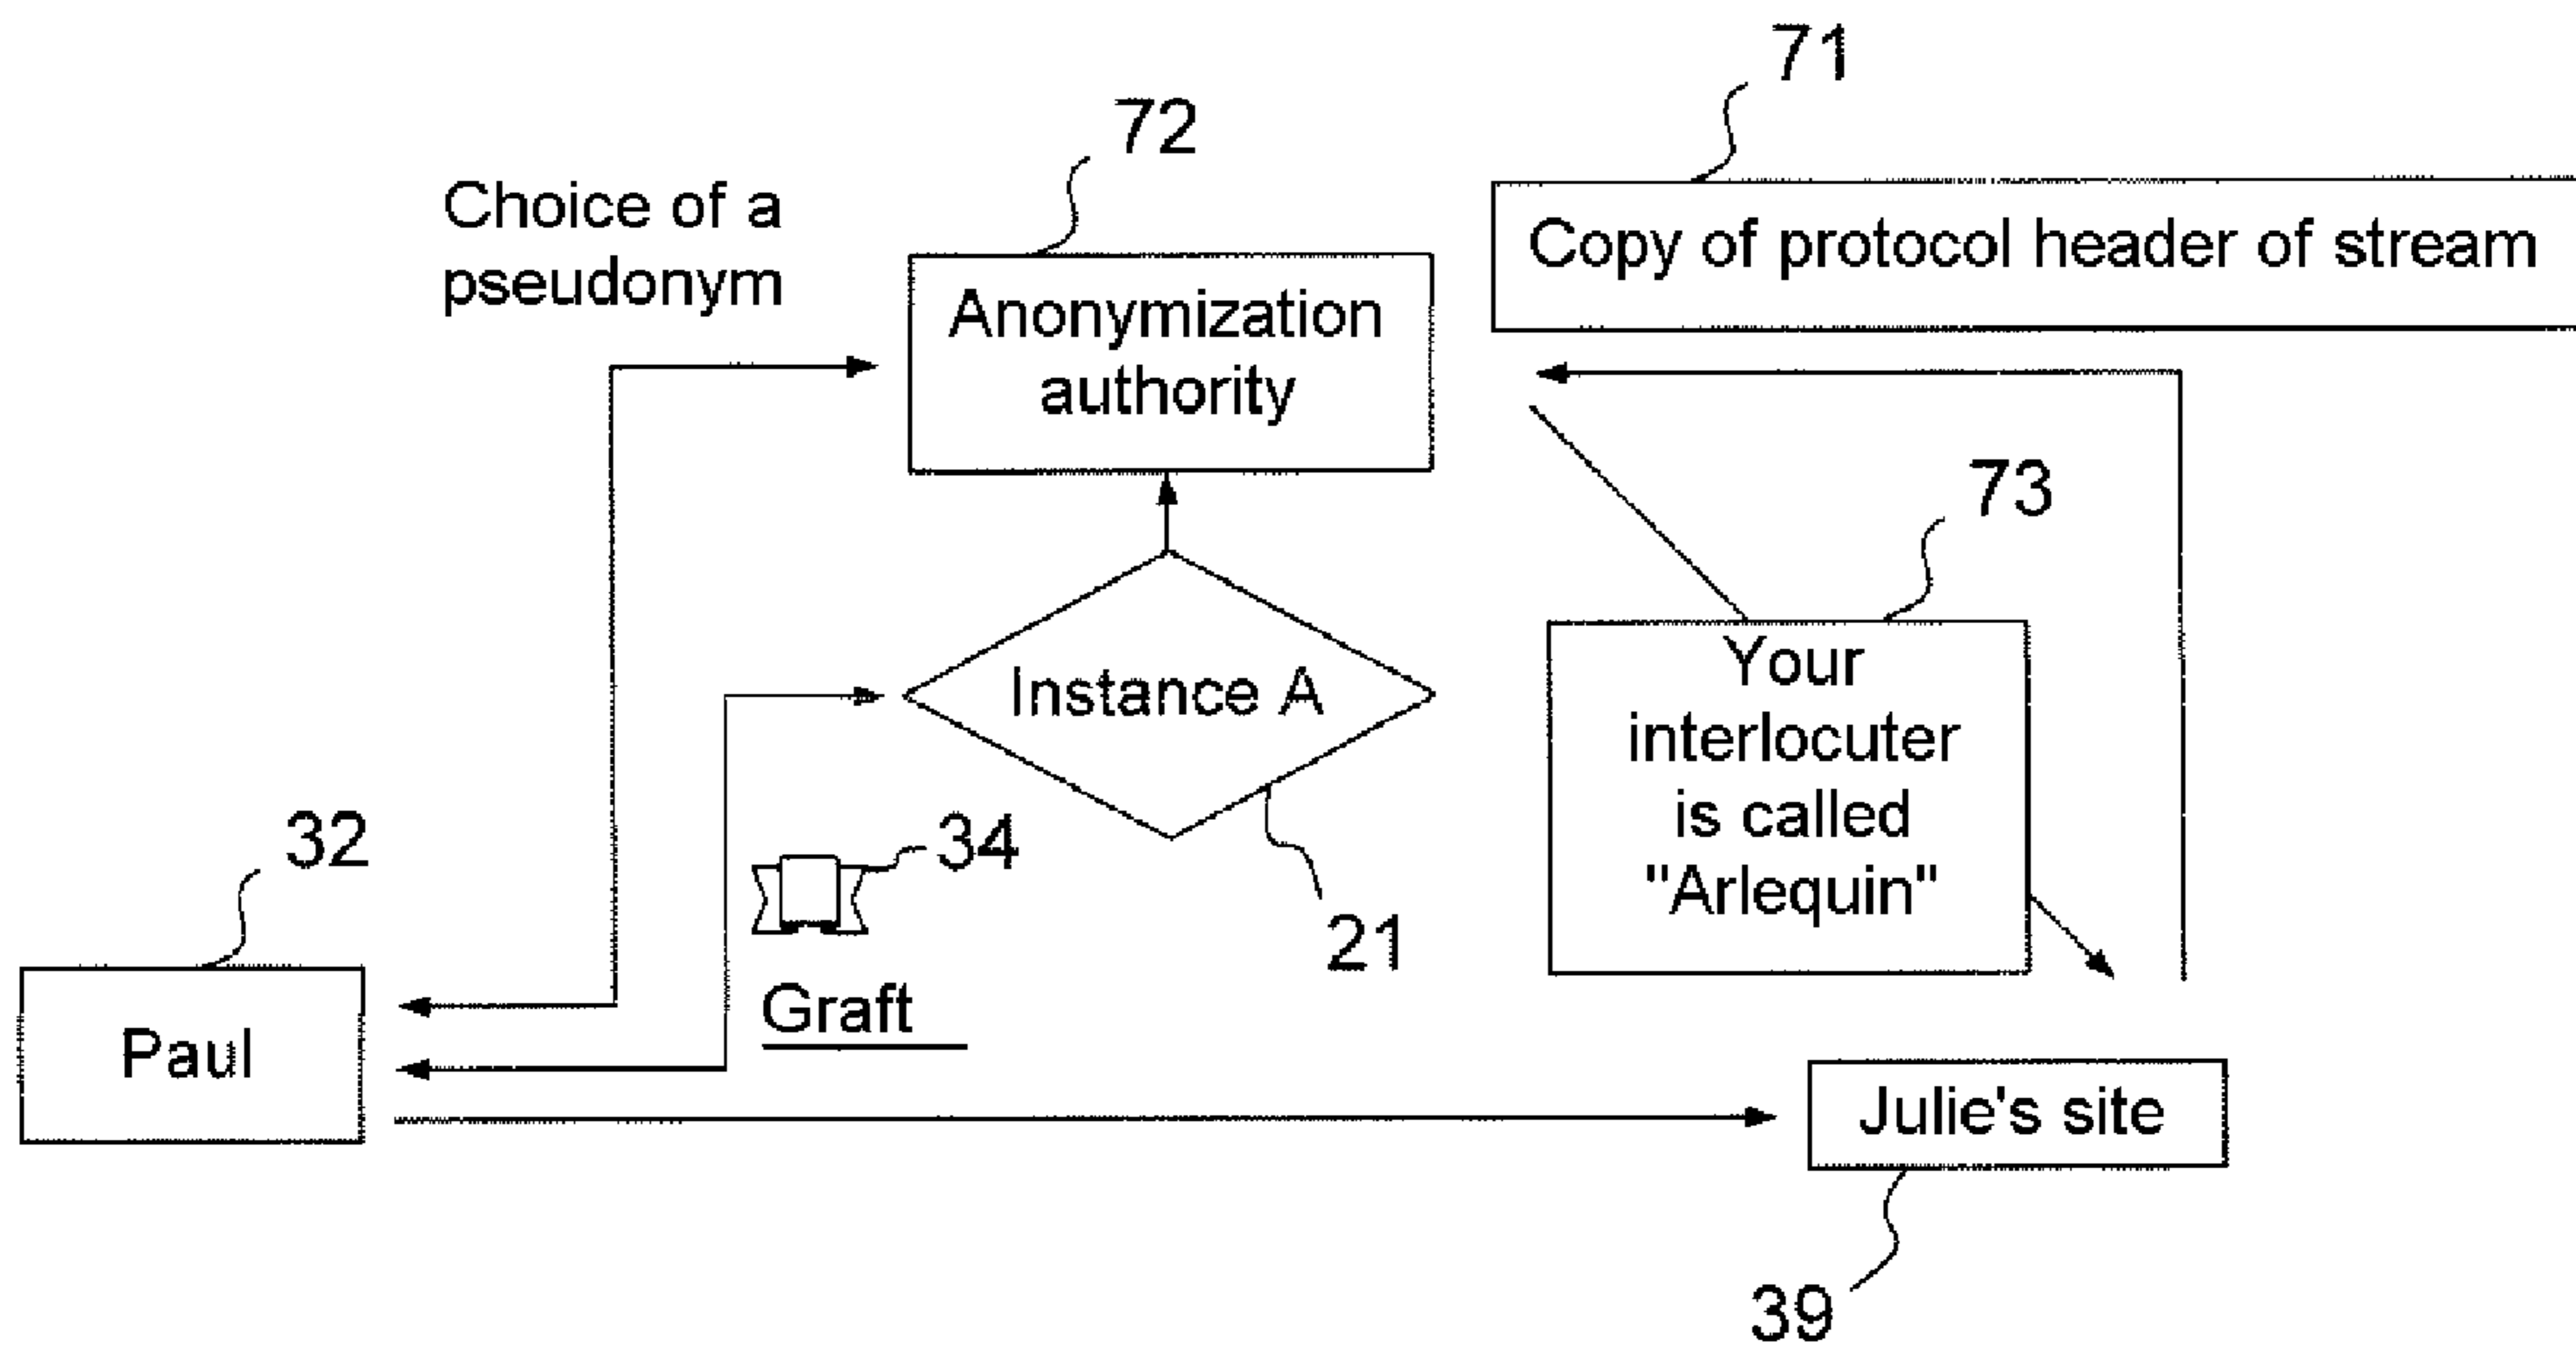 71
72
Choice of a
pseudonym
Copy of protocol header of stream
Anonymization
authority
73
Instance A
Your
interlocuter
is called
"Arlequin"
32
34
21
Graft
Paul
Julie's site
39